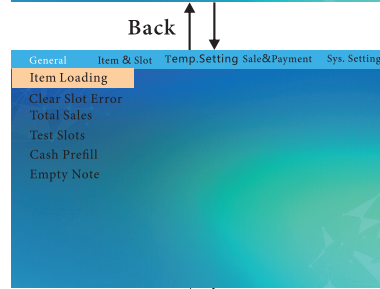 Back
General Item & Slot Temp.Setting Sale&Payment Sys. Setting
Item Loading
Clear Slot Error
Total Sales
Test Slots
Cash Prefill
Empty Note